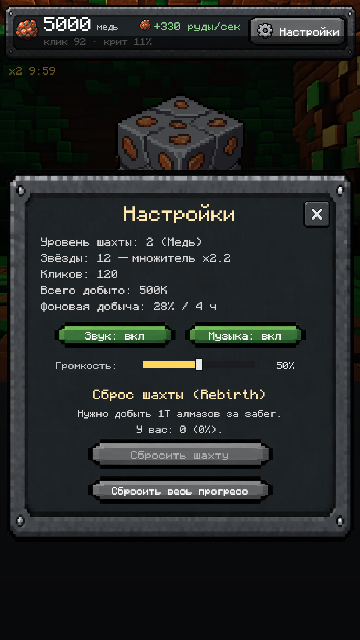 5000 медь
+330 руды/сек
Настройки
клик 92 · крит 11%
x2 9:59
Настройки
Уровень шахты: 2 (Медь)
Звёзды: 12 — множитель x2.2
Кликов: 120
Всего добыто: 500K
Фоновая добыча: 28% / 4 ч
Звук: вкл
Музыка: вкл
Громкость:
50%
Сброс шахты (Rebirth)
Нужно добыть 1T алмазов за забег.
У вас: 0 (0%).
Сбросить шахту
Сбросить весь прогресс